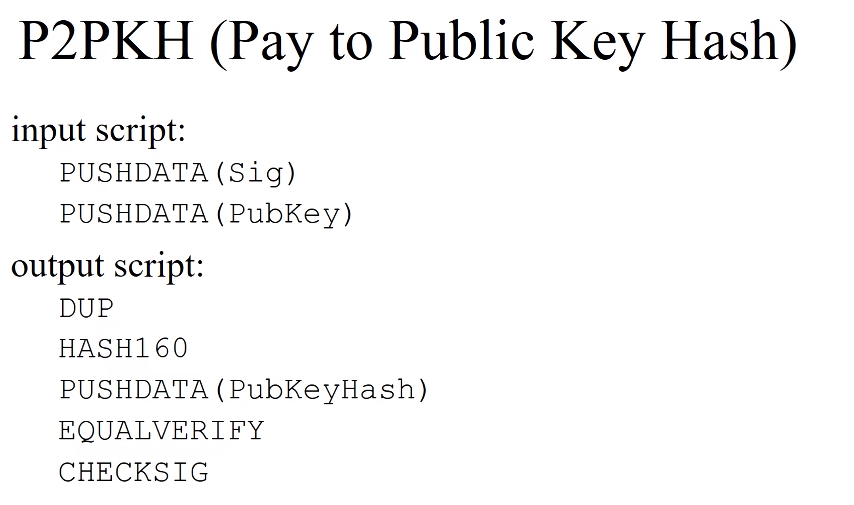 P2PKH (Pay to Public Key Hash)
input script:
PUSHDATA(Sig)
PUSHDATA(PubKey)
output script:
DUP
HASH160
PUSHDATA(PubKeyHash)
EQUALVERIFY
CHECKSIG